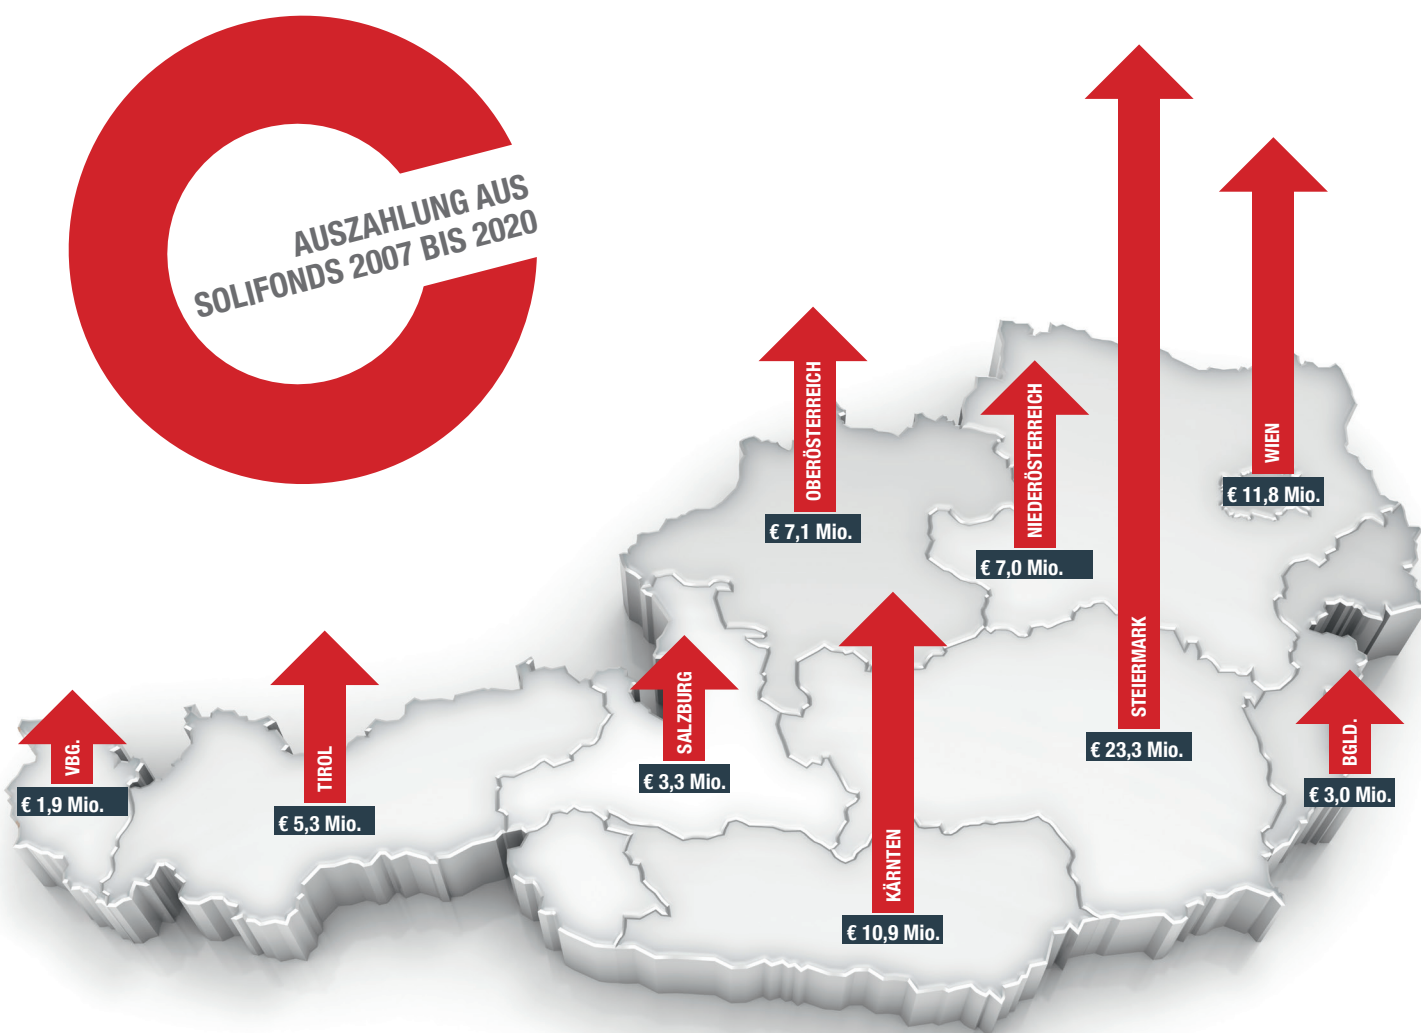 AUSZAHLUNG AUS
SOLIFONDS 2007 BIS 2020
OBERÖSTERREICH
€ 7,1 Mio.
NIEDERÖSTERREICH
€ 7,0 Mio.
WIEN
€ 11,8 Mio.
STEIERMARK
€ 23,3 Mio.
VBG.
€ 1,9 Mio.
TIROL
€ 5,3 Mio.
SALZBURG
€ 3,3 Mio.
KÄRNTEN
€ 10,9 Mio.
BGLD.
€ 3,0 Mio.